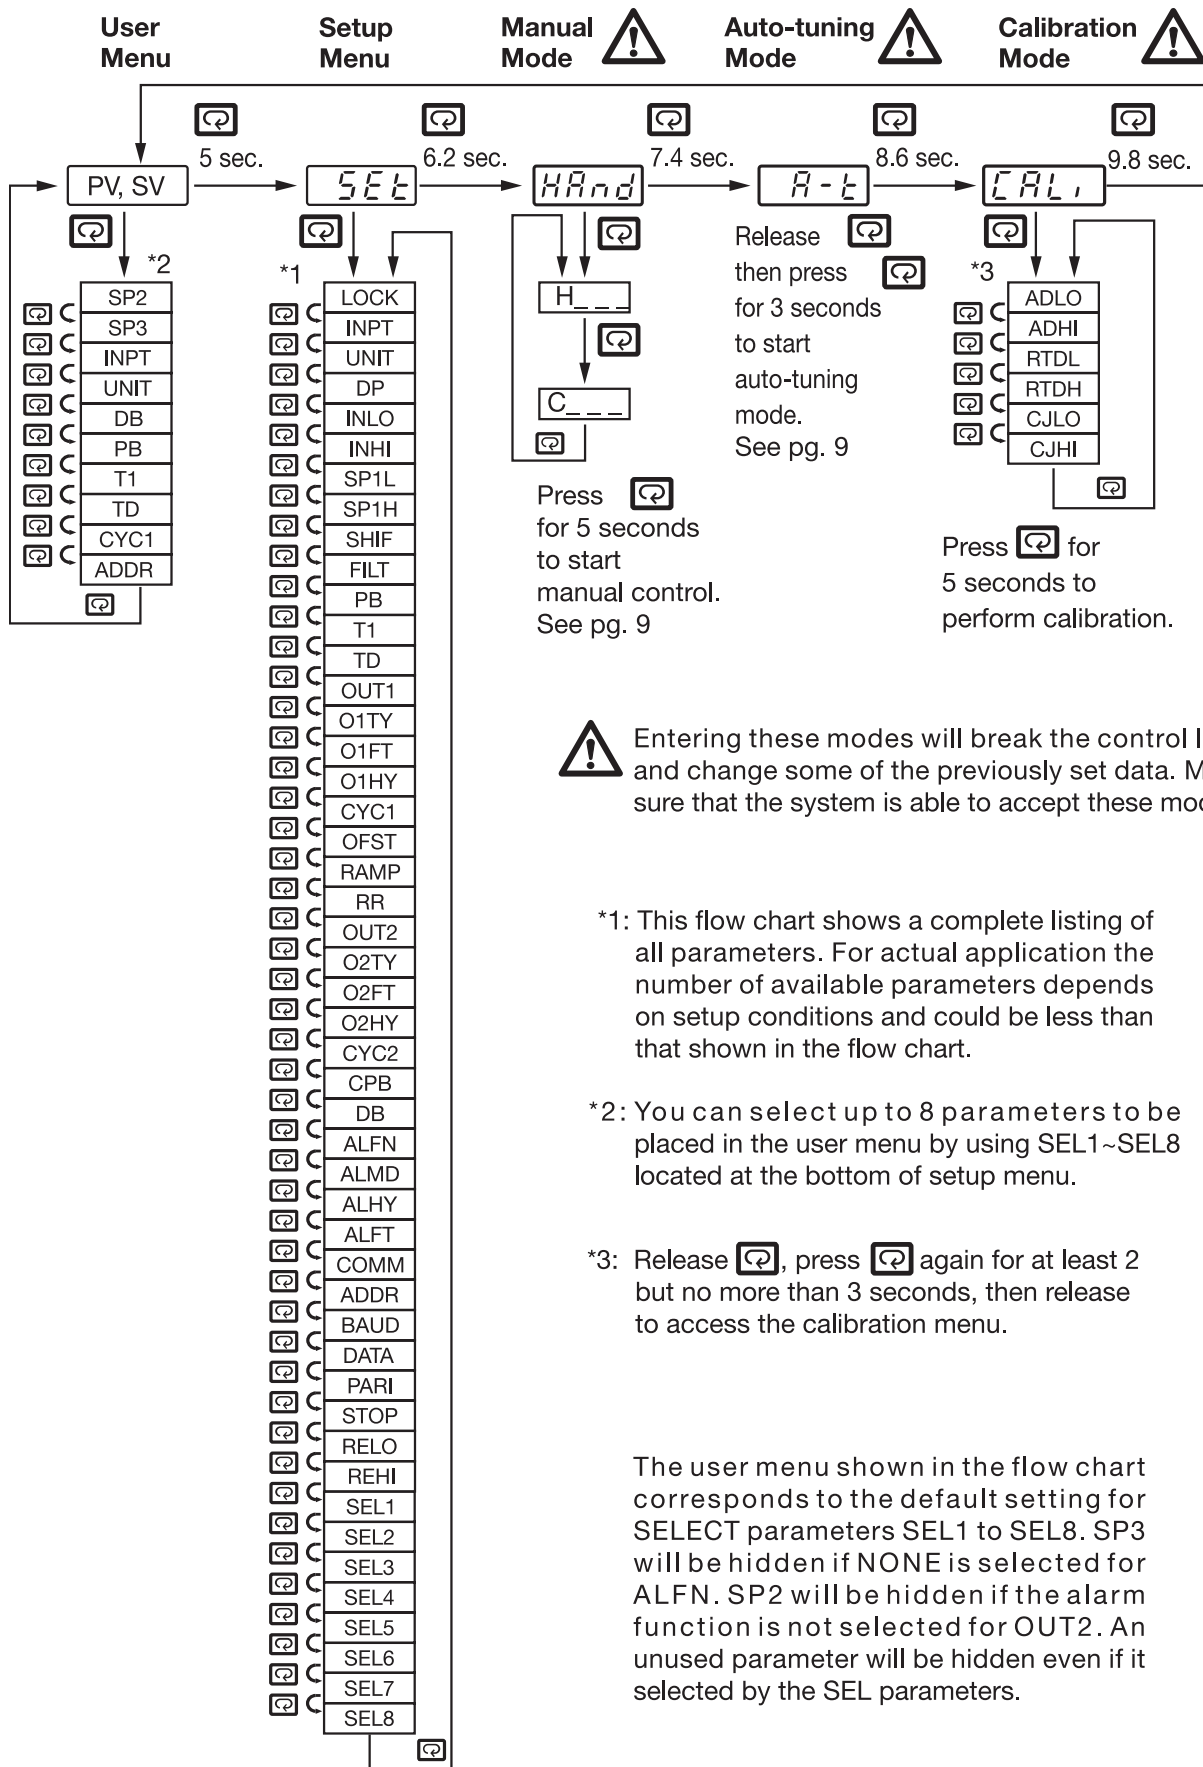 User
Menu
Setup
Menu
Manual
Mode
Auto-tuning
Mode
Calibration
Mode
5 sec.
6.2 sec.
7.4 sec.
8.6 sec.
9.8 sec.
PV, SV
SEt
HAnd
A-t
CALi
*2
SP2
SP3
INPT
UNIT
DB
PB
T1
TD
CYC1
ADDR
*1
LOCK
INPT
UNIT
DP
INLO
INHI
SP1L
SP1H
SHIF
FILT
PB
T1
TD
OUT1
O1TY
O1FT
O1HY
CYC1
OFST
RAMP
RR
OUT2
O2TY
O2FT
O2HY
CYC2
CPB
DB
ALFN
ALMD
ALHY
ALFT
COMM
ADDR
BAUD
DATA
PARI
STOP
RELO
REHI
SEL1
SEL2
SEL3
SEL4
SEL5
SEL6
SEL7
SEL8
H_ _ _
C_ _ _
Press
for 5 seconds
to start
manual control.
See pg. 9
Release
then press
for 3 seconds
to start
auto-tuning
mode.
See pg. 9
*3
ADLO
ADHI
RTDL
RTDH
CJLO
CJHI
Press for
5 seconds to
perform calibration.
Entering these modes will break the control
and change some of the previously set data.
sure that the system is able to accept these
*1: This flow chart shows a complete listing of
all parameters. For actual application the
number of available parameters depends
on setup conditions and could be less than
that shown in the flow chart.
*2: You can select up to 8 parameters to be
placed in the user menu by using SEL1~SEL8
located at the bottom of setup menu.
*3: Release , press again for at least 2
but no more than 3 seconds, then release
to access the calibration menu.
The user menu shown in the flow chart
corresponds to the default setting for
SELECT parameters SEL1 to SEL8. SP3
will be hidden if NONE is selected for
ALFN. SP2 will be hidden if the alarm
function is not selected for OUT2. An
unused parameter will be hidden even if it
selected by the SEL parameters.